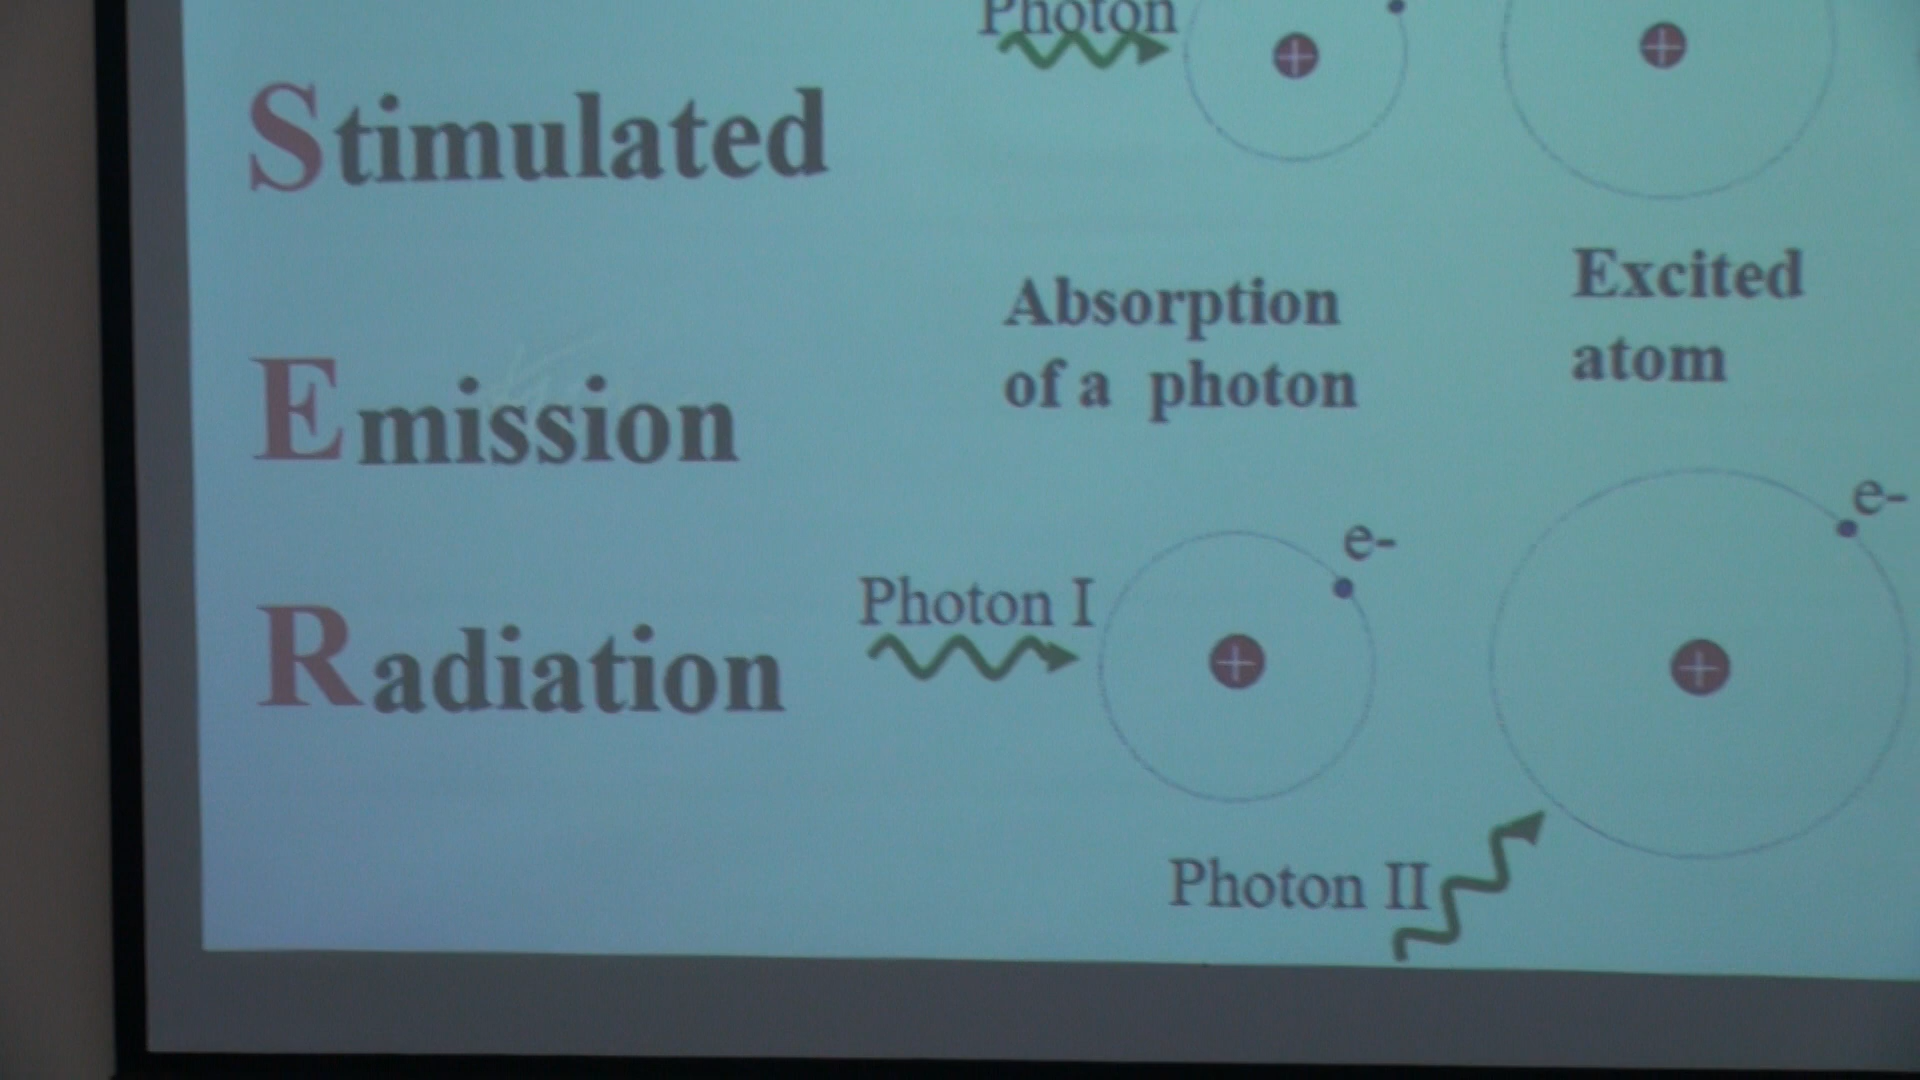 Photon
Stimulated
Absorption
of a photon
Excited
atom
Emission
e-
e-
Photon I
Radiation
Photon II